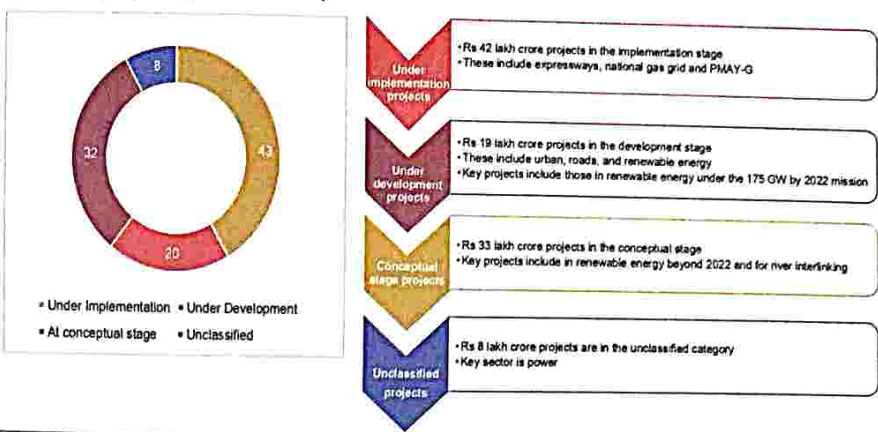 8
43
32
20
▪ Under Implementation ▪ Under Development
▪ At conceptual stage ▪ Unclassified
Under
implementation
projects
• Rs 42 lakh crore projects in the implementation stage
• These include expressways, national gas grid and PMAY-G
Under
development
projects
• Rs 19 lakh crore projects in the development stage
• These include urban, roads, and renewable energy
• Key projects include those in renewable energy under the 175 GW by 2022 mission
Conceptual
stage projects
• Rs 33 lakh crore projects in the conceptual stage
• Key projects include in renewable energy beyond 2022 and for river interlinking
Unclassified
projects
• Rs 8 lakh crore projects are in the unclassified category
• Key sector is power